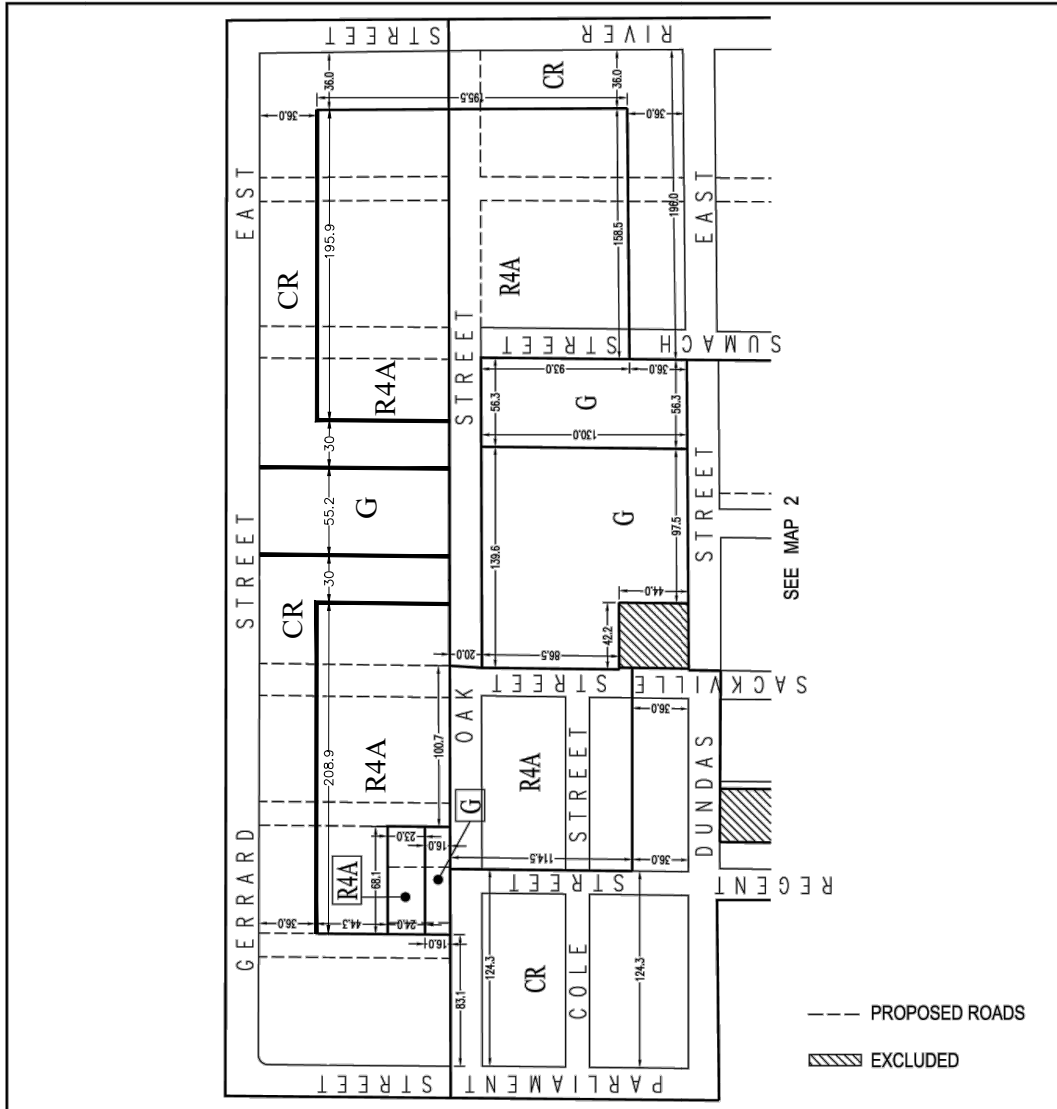 RIVER STREET
36.0
36.0
CR
195.5
36.0
36.0
EAST
EAST
196.0
195.9
158.5
CR
R4A
R4A
SUMACH STREET
STREET
93.0
36.0
56.3
G
56.3
130.0
30
G
55.2
G
139.6
97.5
STREET
STREET
SEE MAP 2
30
CR
44.0
42.2
20.0
86.5
SACKVILLE STREET
OAK
36.0
100.7
R4A
208.9
R4A
STREET
DUNDAS
G
23.0
16.0
R4A
68.1
114.5
36.0
REGENT STREET
GERRARD
36.0
44.3
24.0
16.0
83.1
124.3
CR
COLE
124.3
PARLIAMENT STREET
PROPOSED ROADS
EXCLUDED